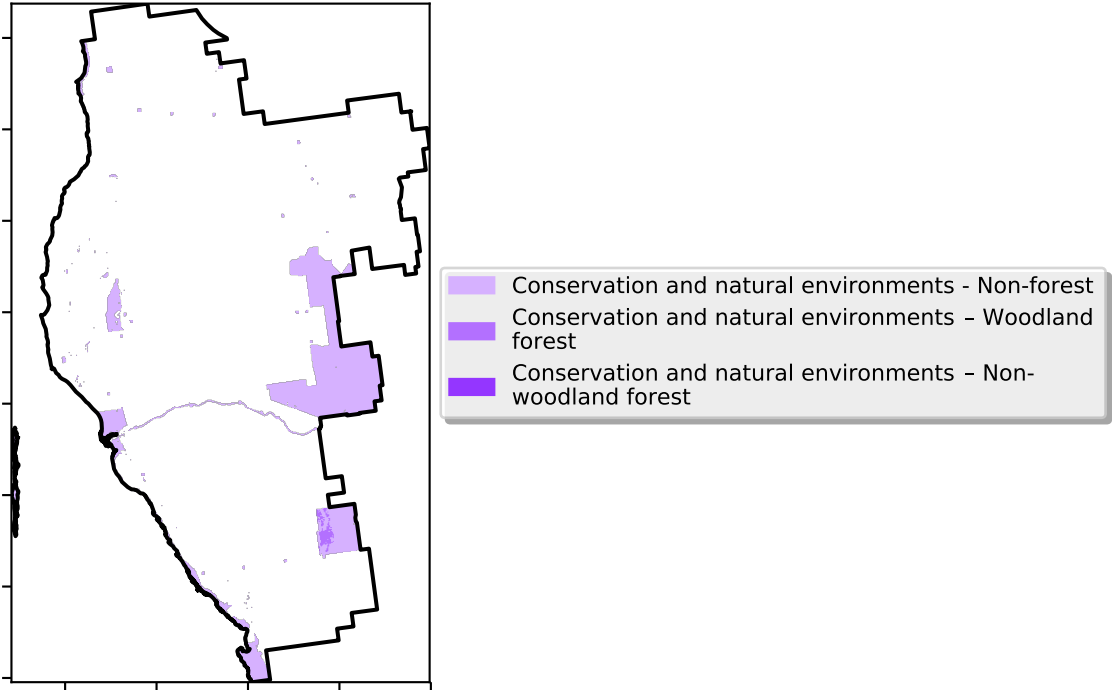 Conservation and natural environments - Non-forest
Conservation and natural environments – Woodland
forest
Conservation and natural environments – Non-
woodland forest